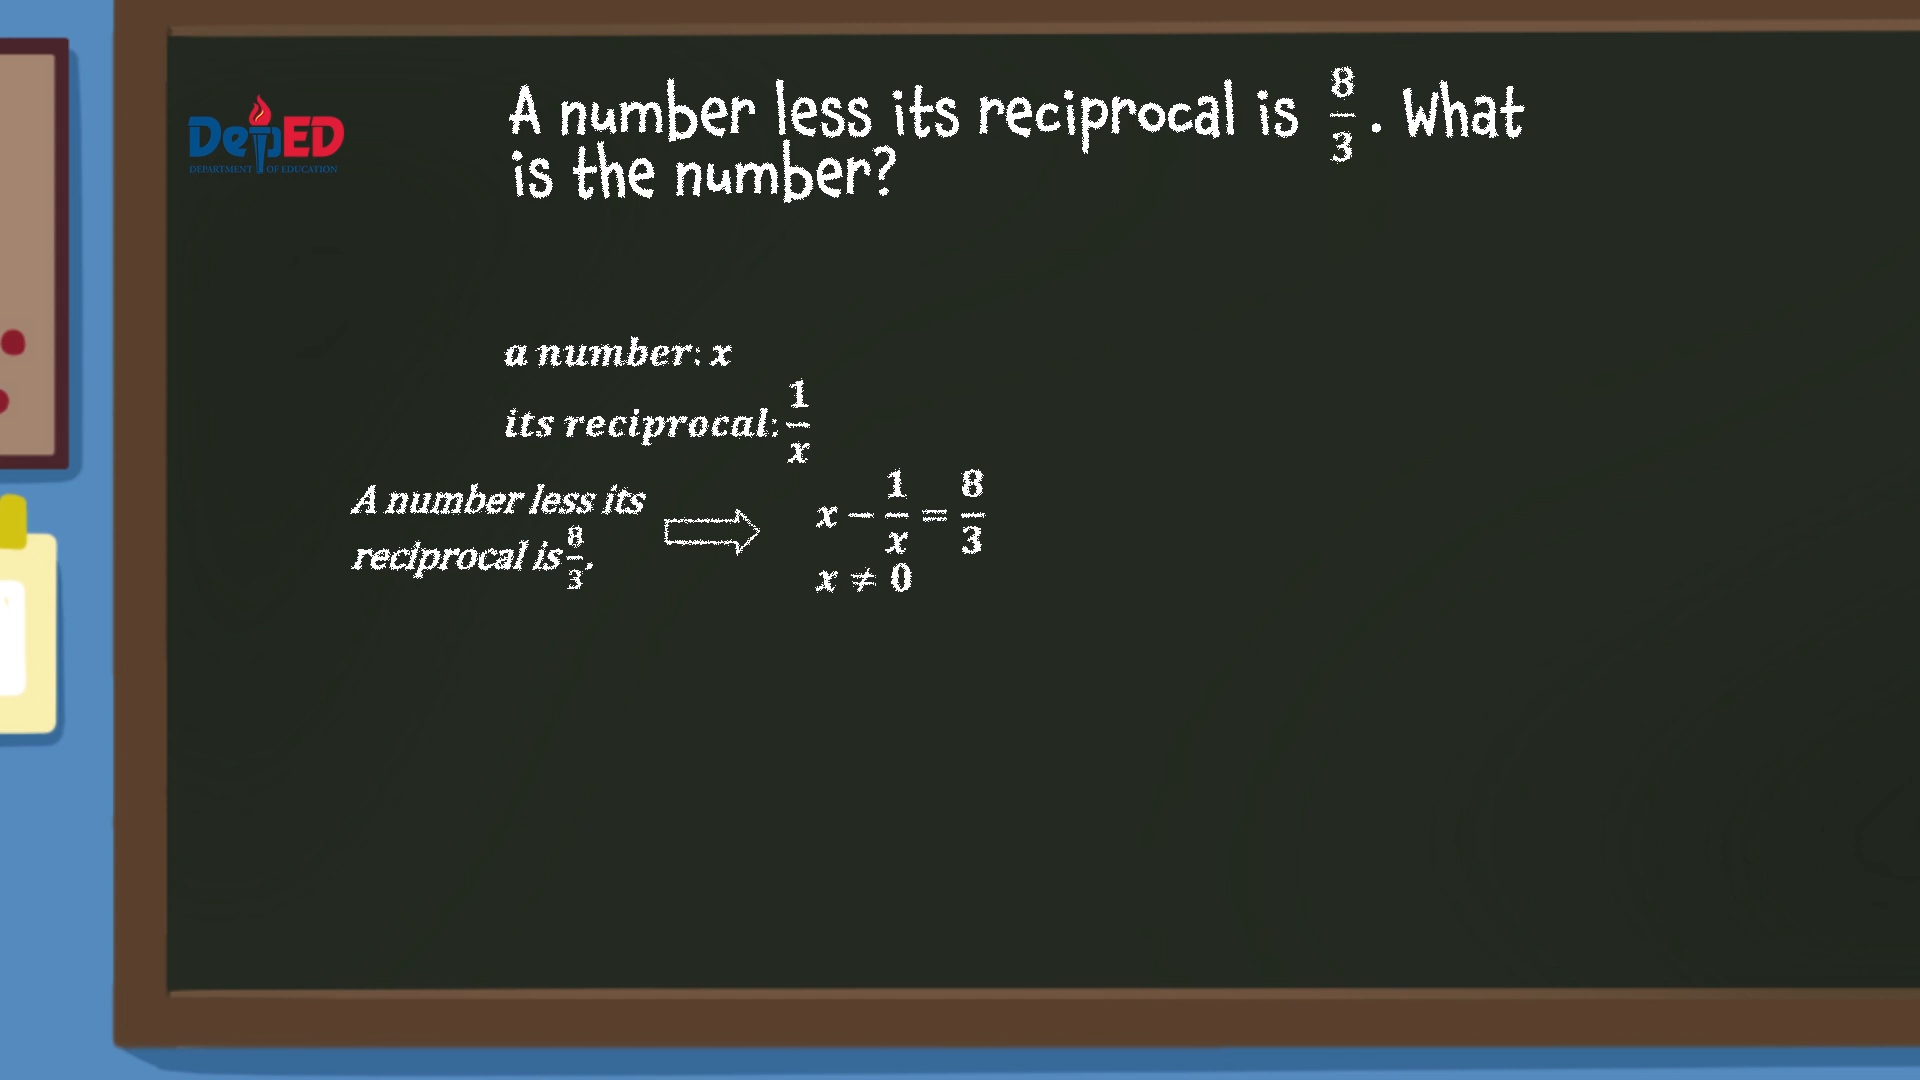 DepED
DEPARTMENT OF EDUCATION
A number less its reciprocal is 8/3. What
is the number?
a number: x
its reciprocal: 1/x
A number less its
reciprocal is 8/3.
x − 1/x = 8/3
x ≠ 0